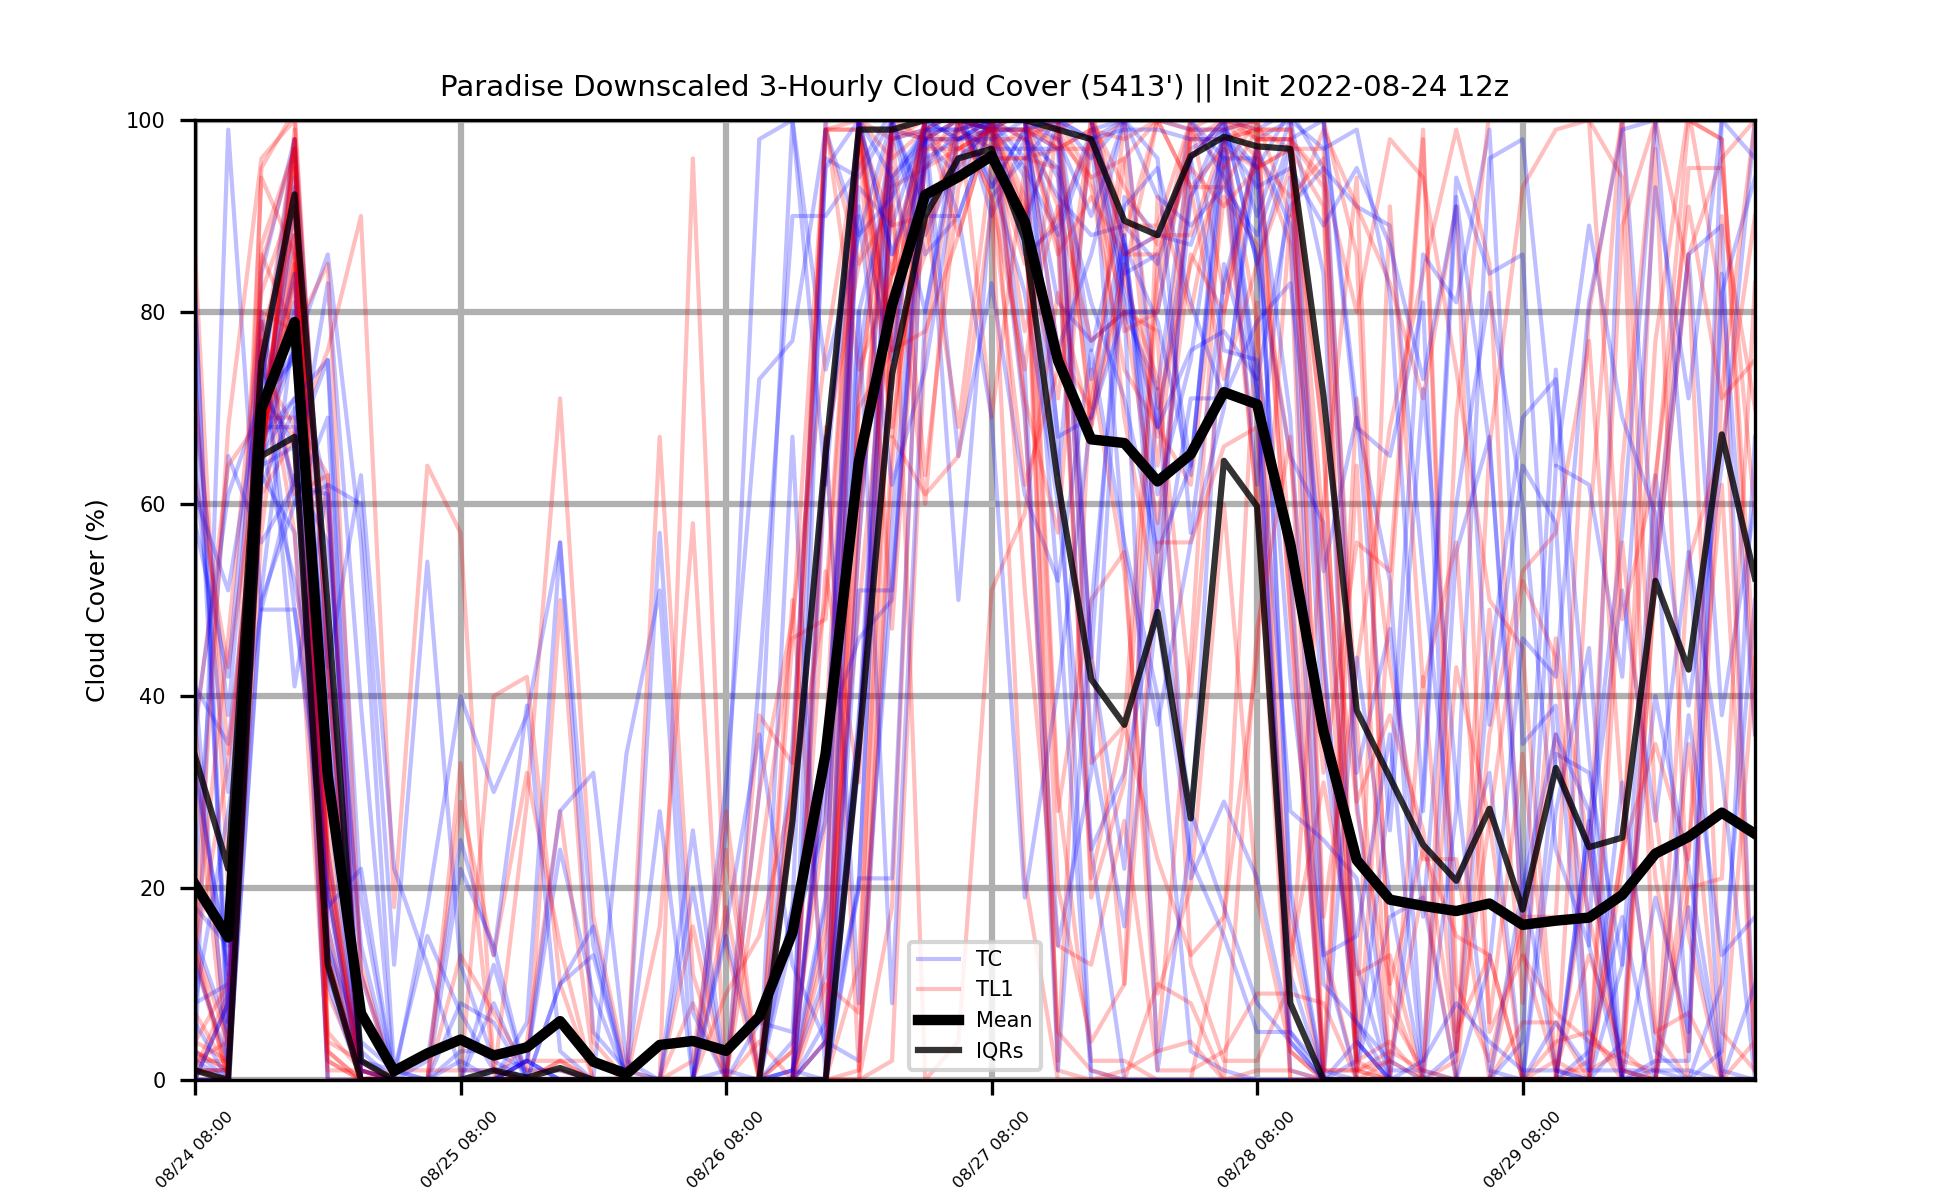 Paradise Downscaled 3-Hourly Cloud Cover (5413') || Init 2022-08-24 12z
Cloud Cover (%)
100
80
60
40
20
0
TC
TL1
Mean
IQRs
08/24 08:00
08/25 08:00
08/26 08:00
08/27 08:00
08/28 08:00
08/29 08:00